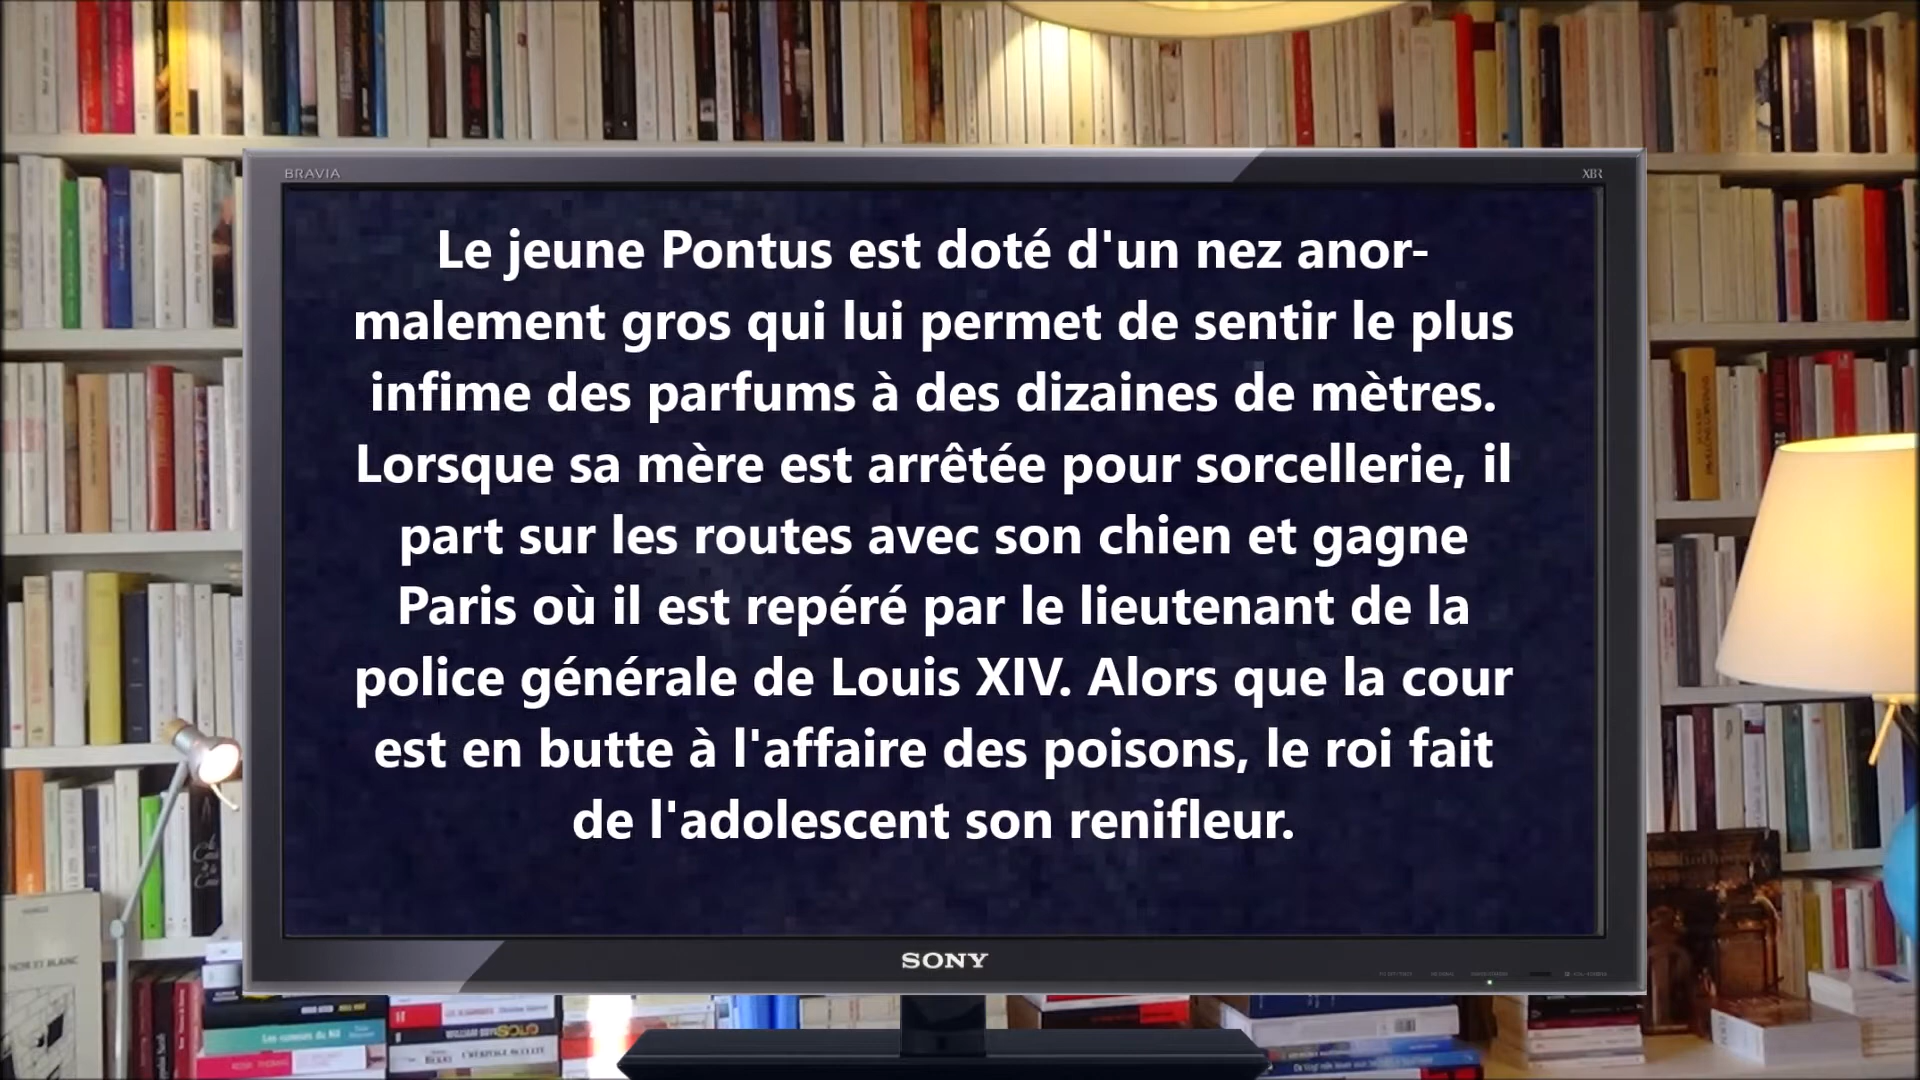 BRAVIA
XBR
Le jeune Pontus est doté d'un nez anor-
malement gros qui lui permet de sentir le plus
infime des parfums à des dizaines de mètres.
Lorsque sa mère est arrêtée pour sorcellerie, il
part sur les routes avec son chien et gagne
Paris où il est repéré par le lieutenant de la
police générale de Louis XIV. Alors que la cour
est en butte à l'affaire des poisons, le roi fait
de l'adolescent son renifleur.
SONY